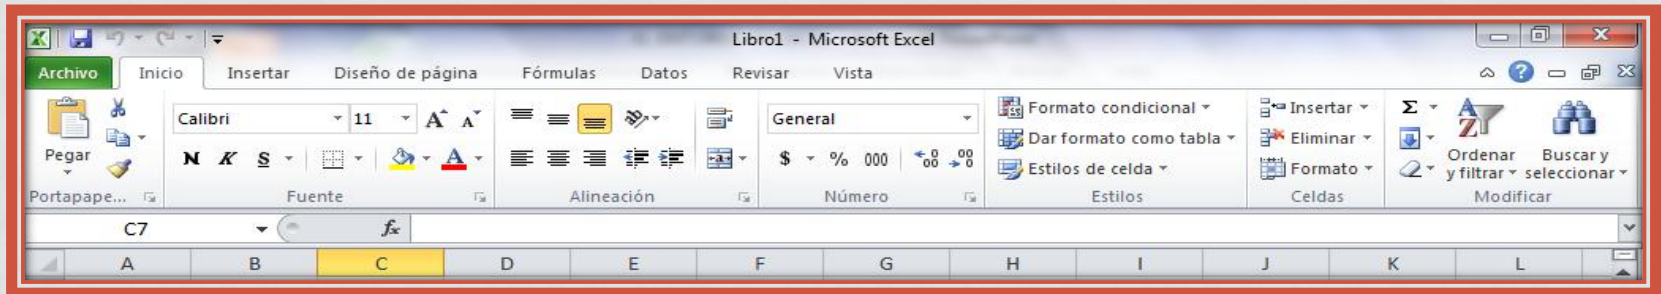 Libro1 - Microsoft Excel
Archivo Inicio Insertar Diseño de página Fórmulas Datos Revisar Vista
Calibri 11 A A General Formato condicional Insertar Σ
Dar formato como tabla Eliminar
Pegar N K S A $ % 000 Estilos de celda Formato Ordenar y filtrar Buscar y seleccionar
Portapape... Fuente Alineación Número Estilos Celdas Modificar
C7 fx
A B C D E F G H I J K L